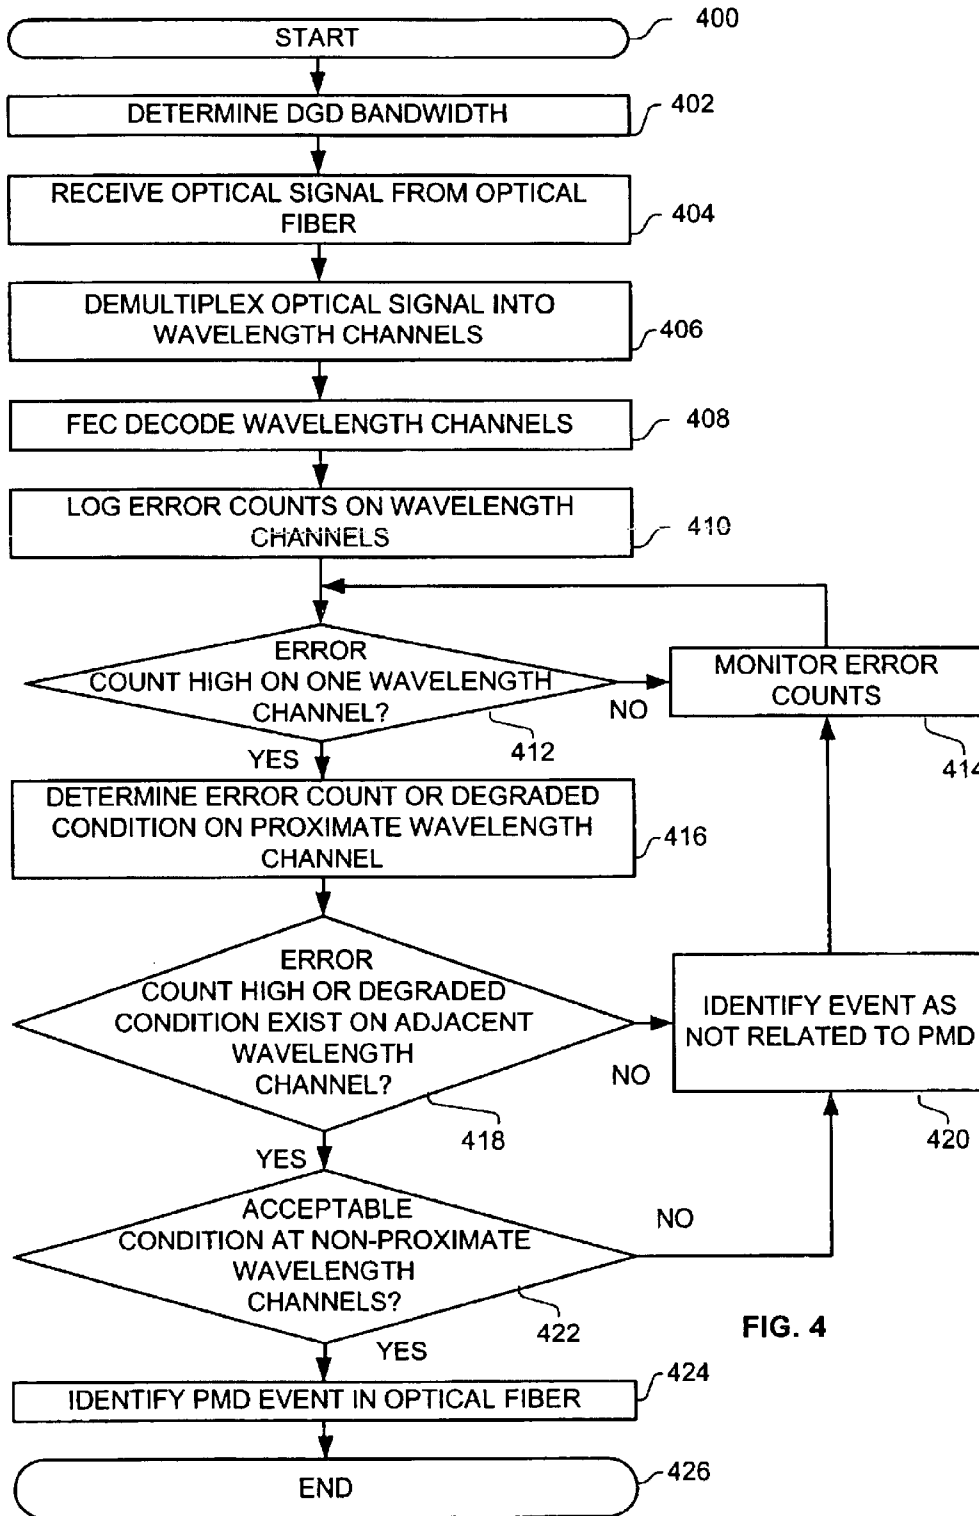 START
400
DETERMINE DGD BANDWIDTH
402
RECEIVE OPTICAL SIGNAL FROM OPTICAL
FIBER
404
DEMULTIPLEX OPTICAL SIGNAL INTO
WAVELENGTH CHANNELS
406
FEC DECODE WAVELENGTH CHANNELS
408
LOG ERROR COUNTS ON WAVELENGTH
CHANNELS
410
ERROR
COUNT HIGH ON ONE WAVELENGTH
CHANNEL?
412
NO
YES
MONITOR ERROR
COUNTS
414
DETERMINE ERROR COUNT OR DEGRADED
CONDITION ON PROXIMATE WAVELENGTH
CHANNEL
416
ERROR
COUNT HIGH OR DEGRADED
CONDITION EXIST ON ADJACENT
WAVELENGTH
CHANNEL?
418
NO
YES
IDENTIFY EVENT AS
NOT RELATED TO PMD
420
ACCEPTABLE
CONDITION AT NON-PROXIMATE
WAVELENGTH
CHANNELS?
422
NO
YES
FIG. 4
IDENTIFY PMD EVENT IN OPTICAL FIBER
424
END
426